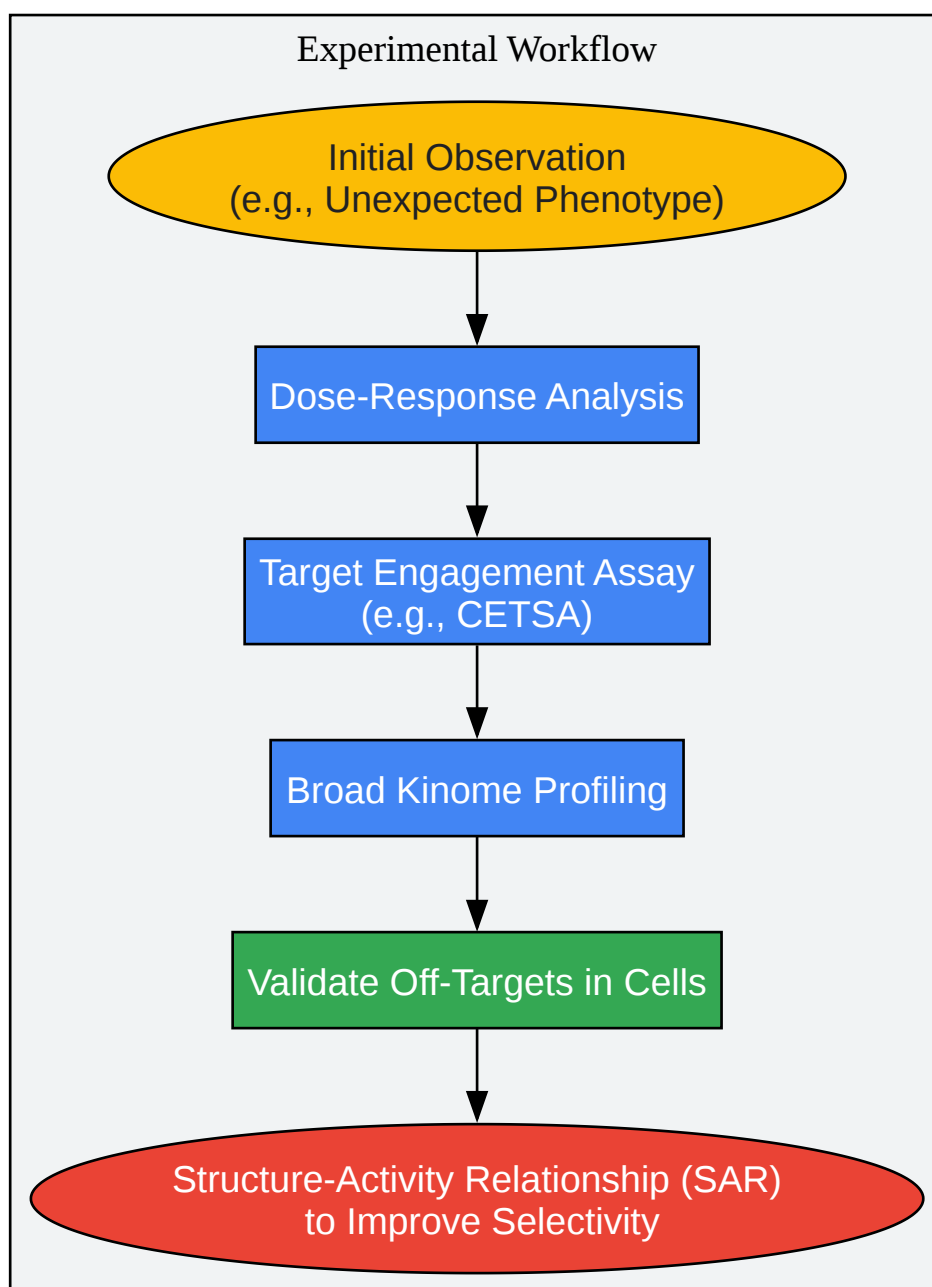 Experimental Workflow
Initial Observation
(e.g., Unexpected Phenotype)
Dose-Response Analysis
Target Engagement Assay
(e.g., CETSA)
Broad Kinome Profiling
Validate Off-Targets in Cells
Structure-Activity Relationship (SAR)
to Improve Selectivity